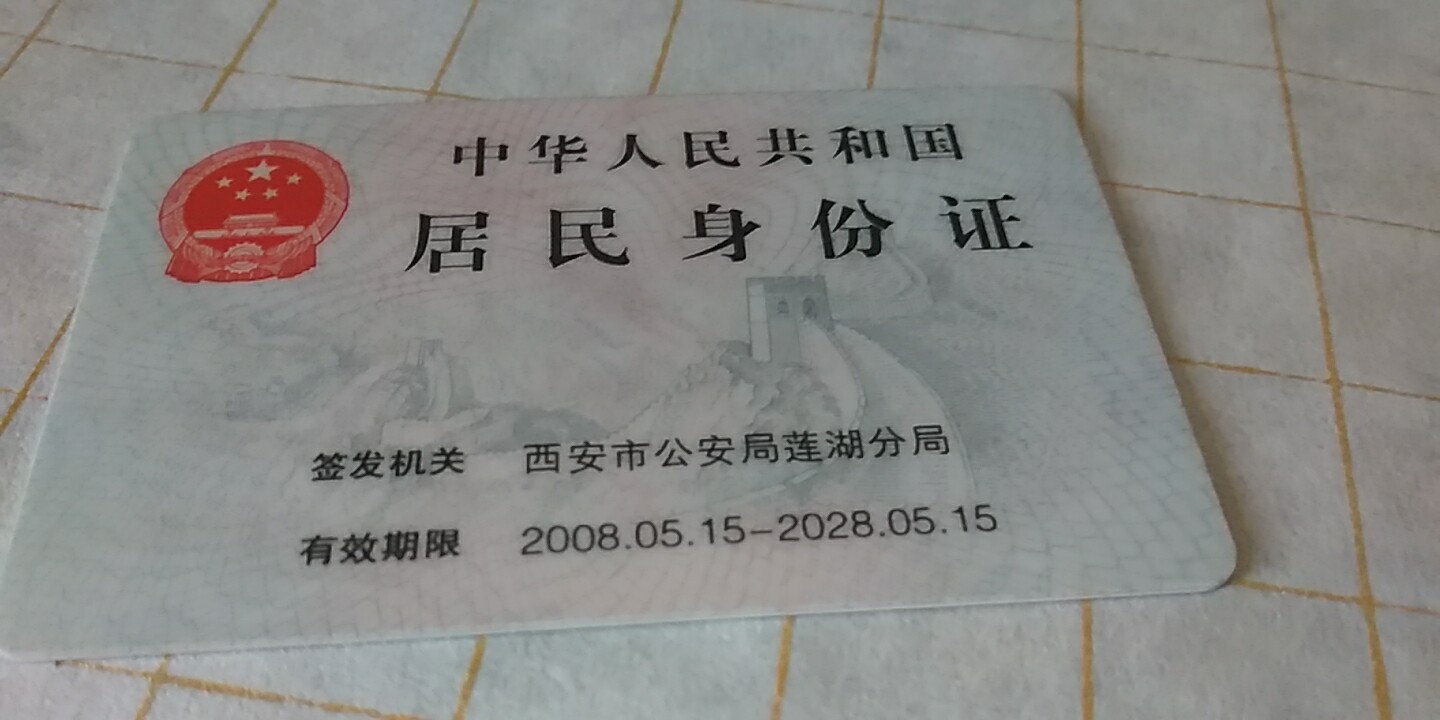 中华人民共和国
居民身份证
签发机关 西安市公安局莲湖分局
有效期限 2008.05.15-2028.05.15